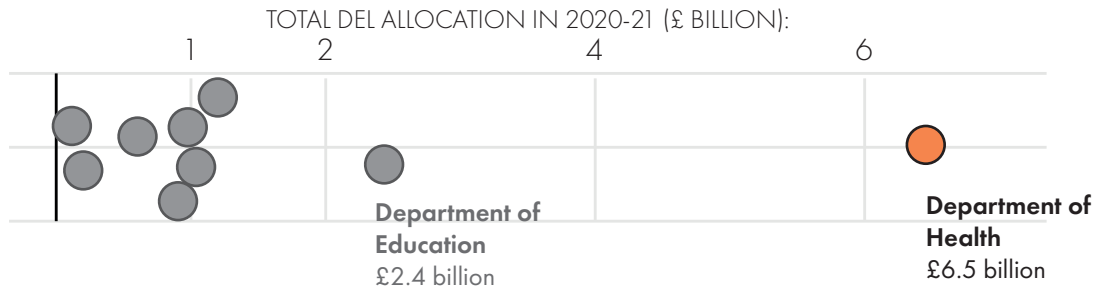 TOTAL DEL ALLOCATION IN 2020-21 (£ BILLION):
1 2 4 6
Department of
Education
£2.4 billion
Department of
Health
£6.5 billion